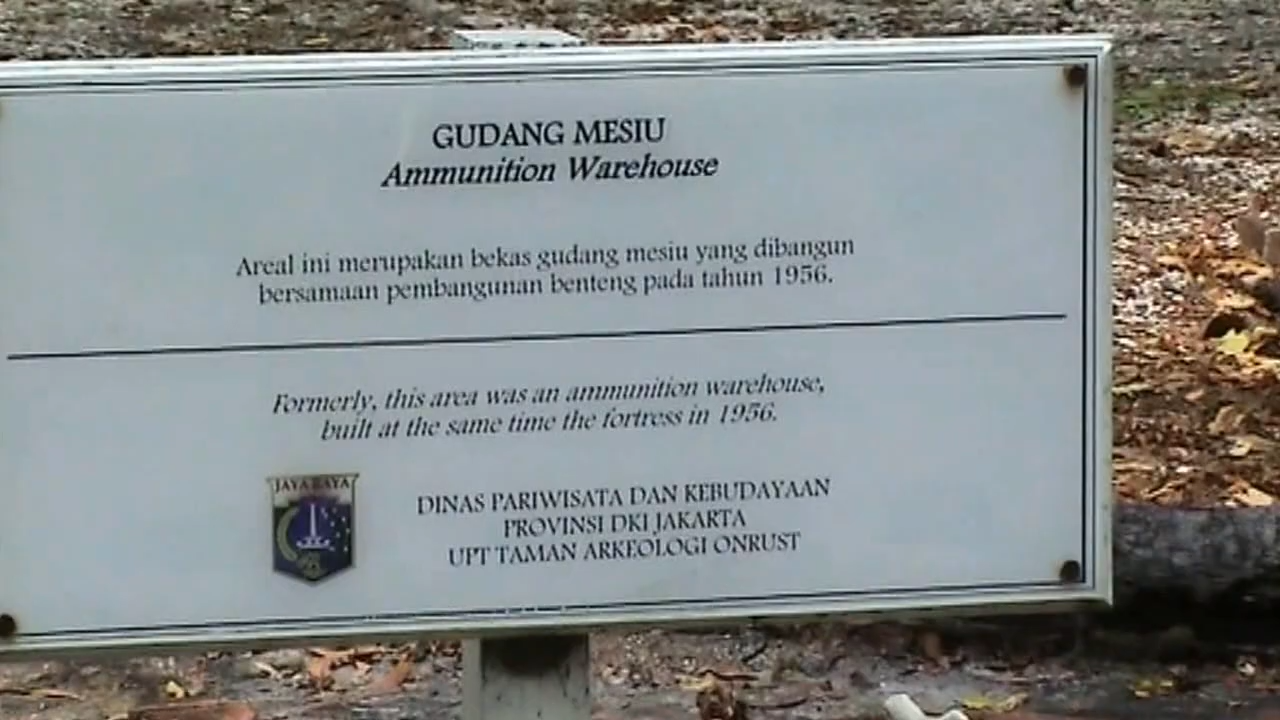 GUDANG MESIU
Ammunition Warehouse
Areal ini merupakan bekas gudang mesiu yang dibangun
bersamaan pembangunan benteng pada tahun 1956.
Formerly, this area was an ammunition warehouse,
built at the same time the fortress in 1956.
JAYA RAYA
DINAS PARIWISATA DAN KEBUDAYAAN
PROVINSI DKI JAKARTA
UPT TAMAN ARKEOLOGI ONRUST